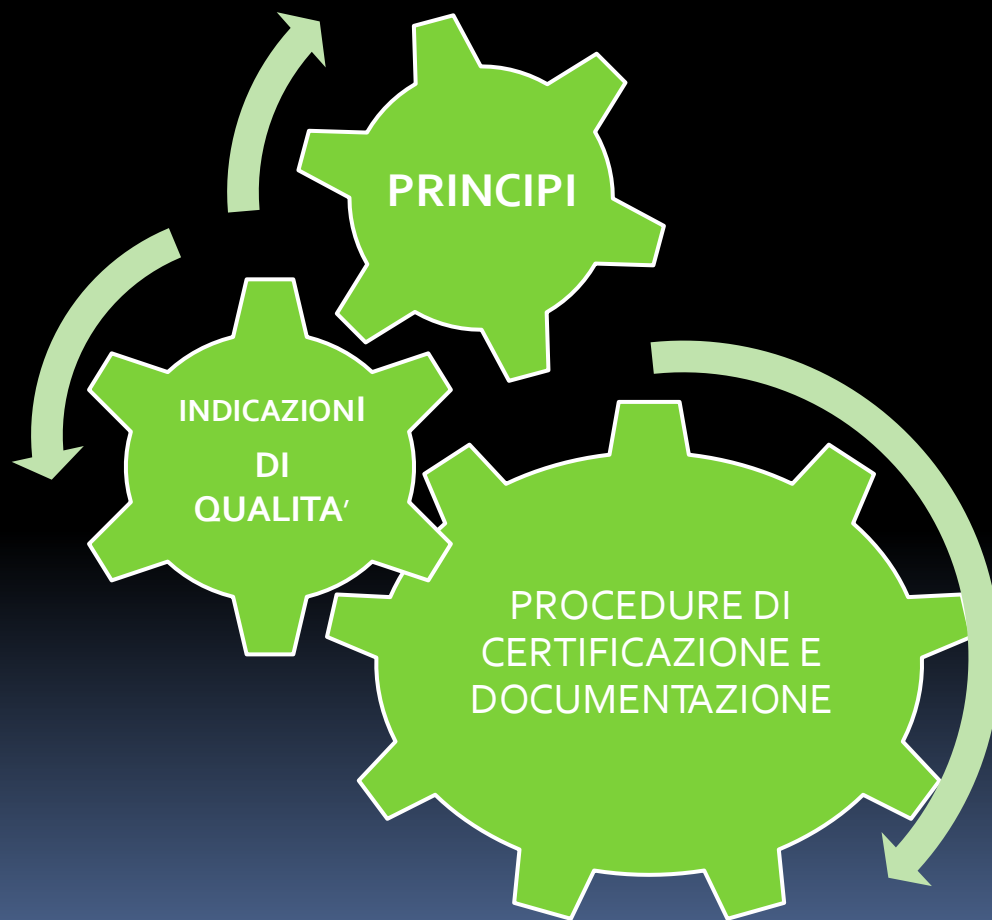 PRINCIPI
INDICAZIONI
DI
QUALITA’
PROCEDURE DI
CERTIFICAZIONE E
DOCUMENTAZIONE